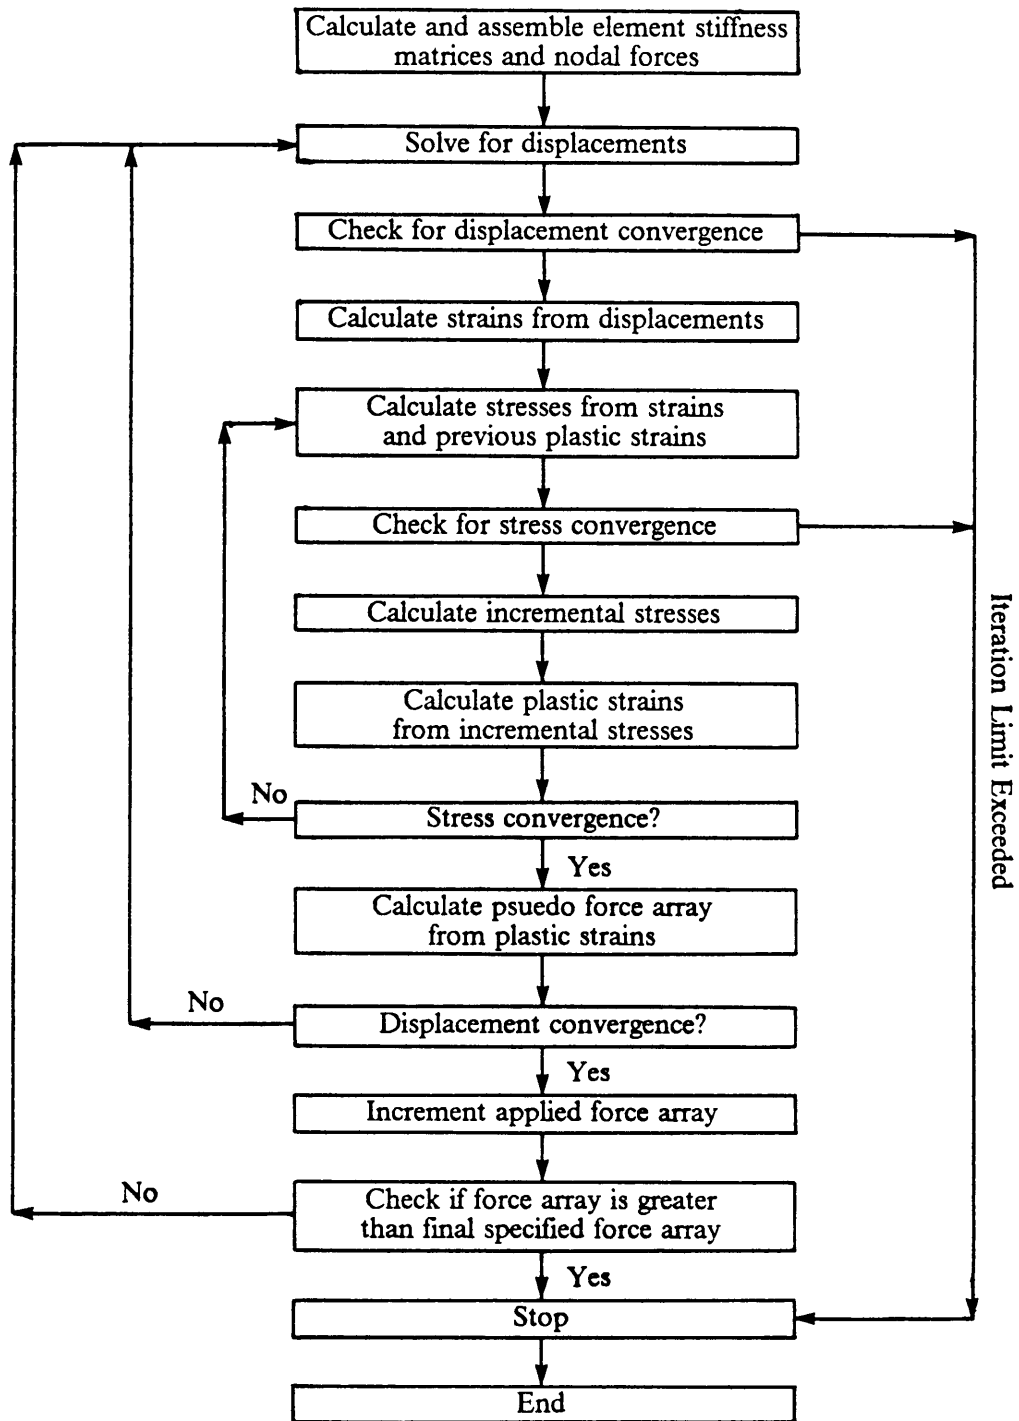 Calculate and assemble element stiffness
matrices and nodal forces
Solve for displacements
Check for displacement convergence
Calculate strains from displacements
Calculate stresses from strains
and previous plastic strains
Check for stress convergence
Calculate incremental stresses
Iteration Limit Exceeded
Calculate plastic strains
from incremental stresses
No
Stress convergence?
Yes
Calculate psuedo force array
from plastic strains
No
Displacement convergence?
Yes
Increment applied force array
No
Check if force array is greater
than final specified force array
Yes
Stop
End